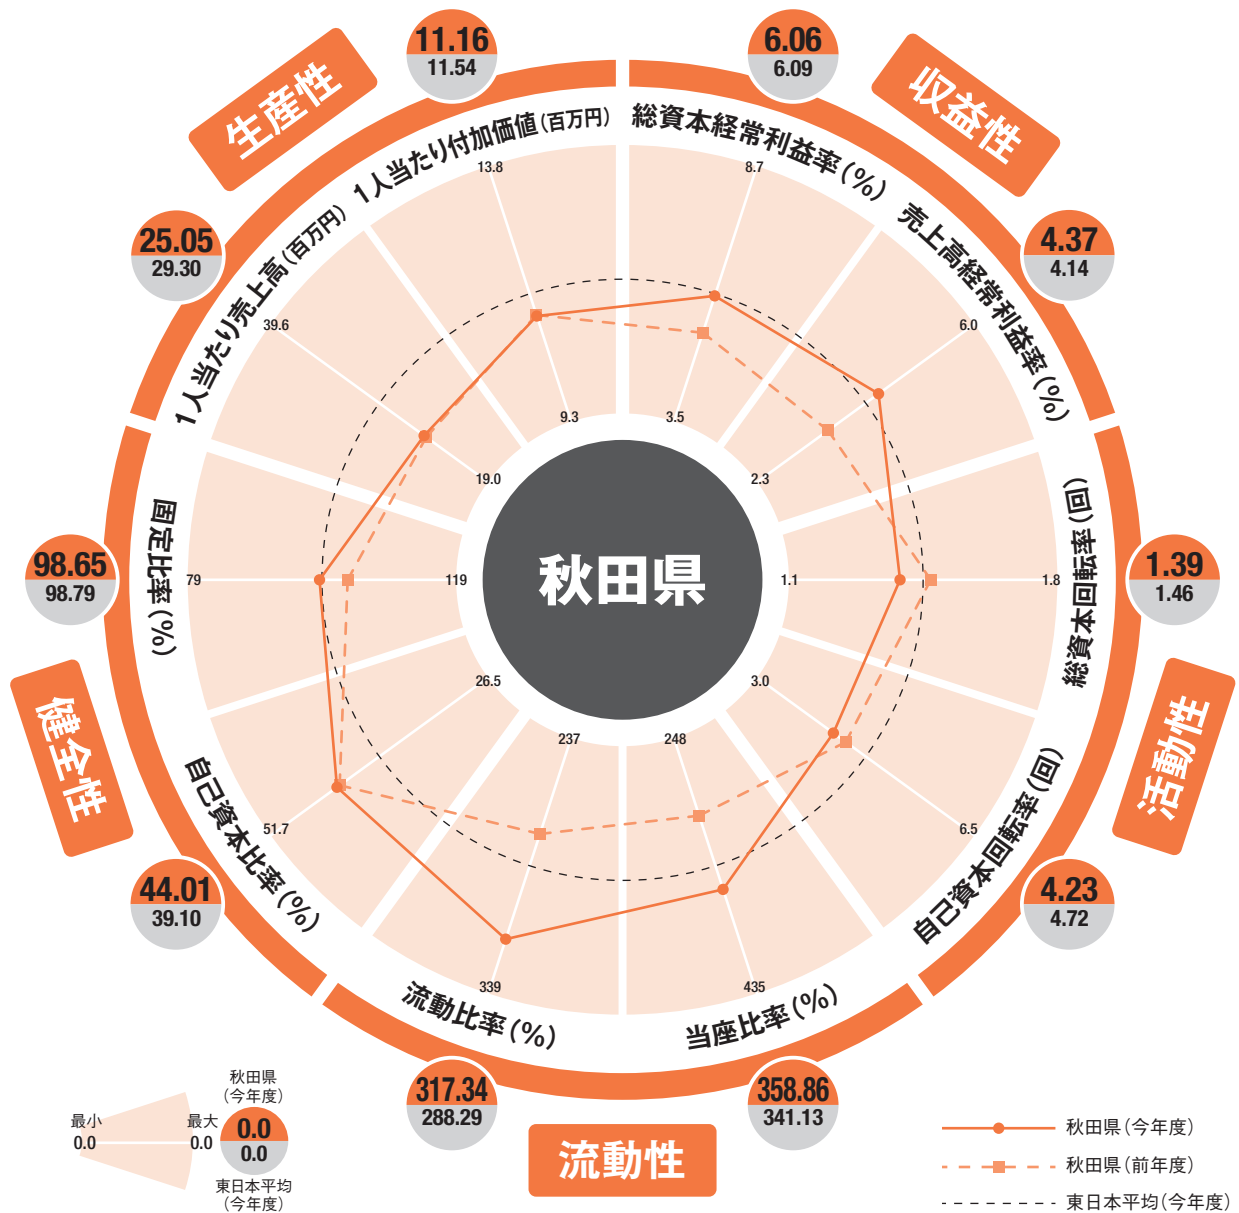 収益性
6.06
6.09
総資本経常利益率(%)
8.7
3.5
4.37
4.14
売上高経常利益率(%)
6.0
2.3
活動性
1.39
1.46
総資本回転率(回)
1.8
1.1
4.23
4.72
自己資本回転率(回)
6.5
3.0
流動性
358.86
341.13
当座比率(%)
435
248
317.34
288.29
流動比率(%)
339
237
健全性
44.01
39.10
自己資本比率(%)
51.7
26.5
98.65
98.79
固定比率(%)
79
119
生産性
25.05
29.30
1人当たり売上高(百万円)
39.6
19.0
11.16
11.54
1人当たり付加価値(百万円)
13.8
9.3
秋田県
秋田県
(今年度)
最小
0.0
最大
0.0
0.0
0.0
東日本平均
(今年度)
秋田県(今年度)
秋田県(前年度)
東日本平均(今年度)